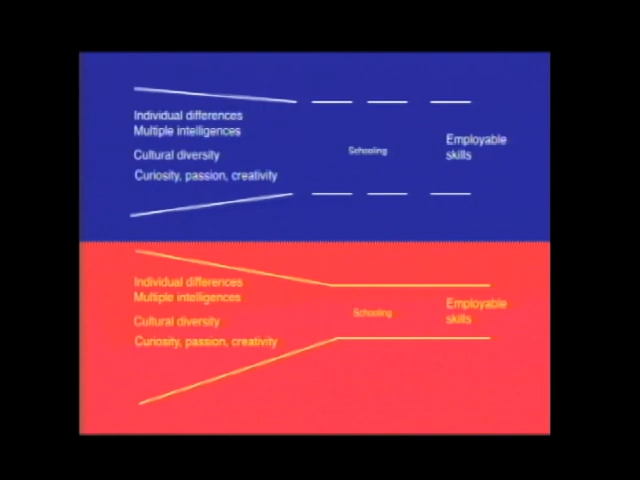 Individual differences
Multiple intelligences
Cultural diversity
Curiosity, passion, creativity
Schooling
Employable
skills
Individual differences
Multiple intelligences
Cultural diversity
Curiosity, passion, creativity
Schooling
Employable
skills